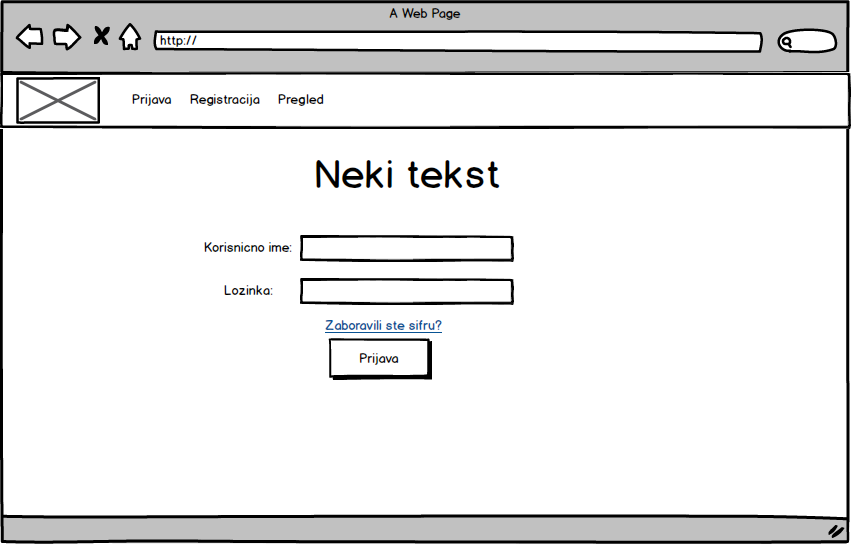 A Web Page
http://
Prijava Registracija Pregled
Neki tekst
Korisnicno ime:
Lozinka:
Zaboravili ste sifru?
Prijava